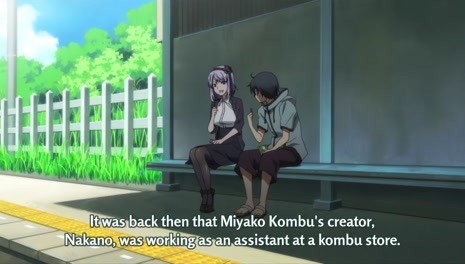 It was back then that Miyako Kombu's creator,
Nakano, was working as an assistant at a kombu store.